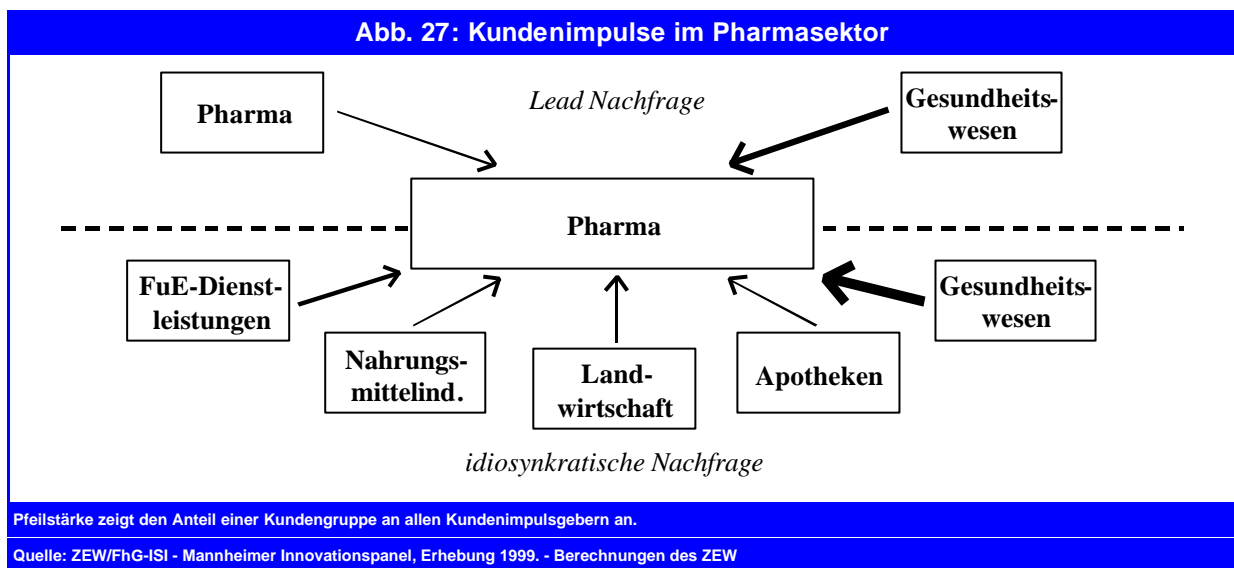 Abb. 27: Kundenimpulse im Pharmasektor
Pharma
Lead Nachfrage
Gesundheits-
wesen
Pharma
FuE-Dienst-
leistungen
Nahrungs-
mittelind.
Land-
wirtschaft
Apotheken
Gesundheits-
wesen
idiosynkratische Nachfrage
Pfeilstärke zeigt den Anteil einer Kundengruppe an allen Kundenimpulsgebern an.
Quelle: ZEW/FhG-ISI - Mannheimer Innovationspanel, Erhebung 1999. - Berechnungen des ZEW